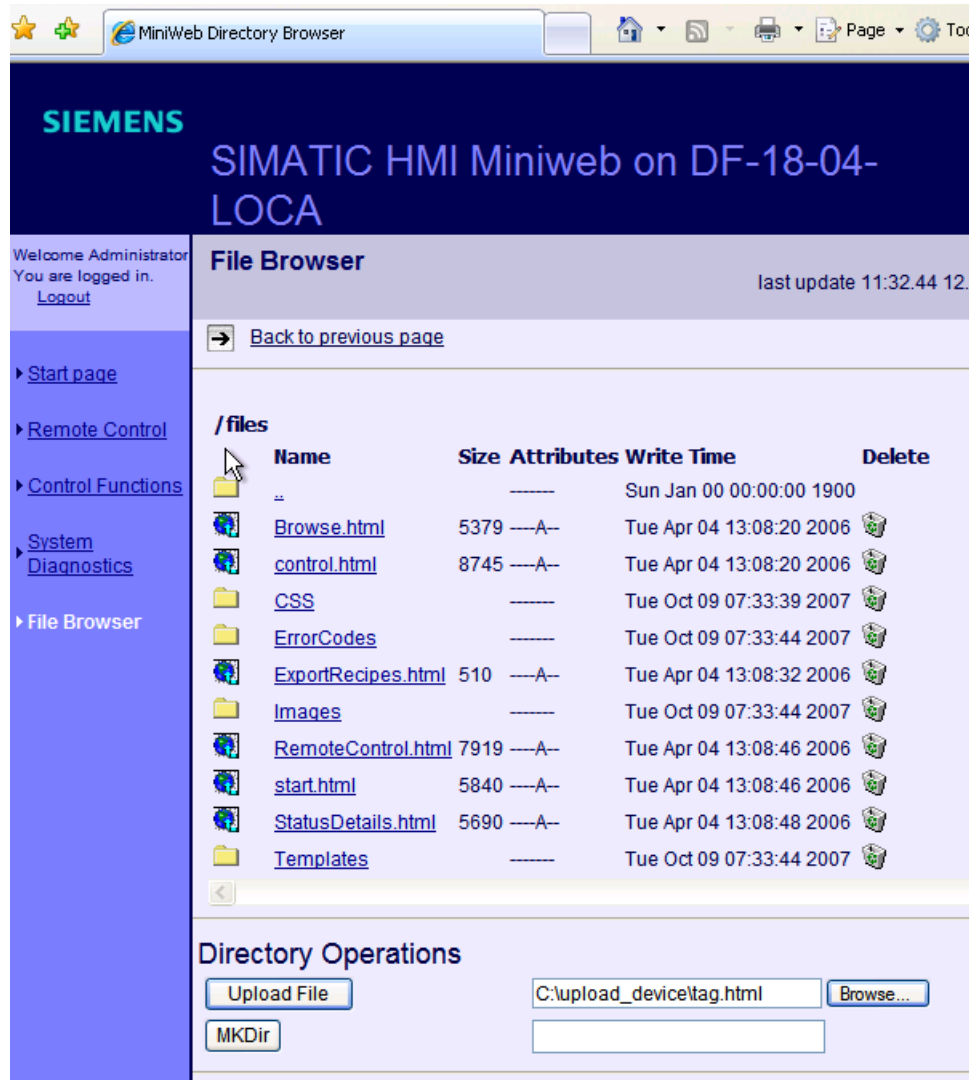 MiniWeb Directory Browser
Page
SIEMENS
SIMATIC HMI Miniweb on DF-18-04-
LOCA
Welcome Administrator
You are logged in.
Logout
File Browser
last update 11:32.44 12.
Back to previous page
Start page
Remote Control
Control Functions
System
Diagnostics
File Browser
/files
Name Size Attributes Write Time Delete
.. ------- Sun Jan 00 00:00:00 1900
Browse.html 5379 ----A-- Tue Apr 04 13:08:20 2006
control.html 8745 ----A-- Tue Apr 04 13:08:20 2006
CSS ------- Tue Oct 09 07:33:39 2007
ErrorCodes ------- Tue Oct 09 07:33:44 2007
ExportRecipes.html 510 ----A-- Tue Apr 04 13:08:32 2006
Images ------- Tue Oct 09 07:33:44 2007
RemoteControl.html 7919 ----A-- Tue Apr 04 13:08:46 2006
start.html 5840 ----A-- Tue Apr 04 13:08:46 2006
StatusDetails.html 5690 ----A-- Tue Apr 04 13:08:48 2006
Templates ------- Tue Oct 09 07:33:44 2007
Directory Operations
Upload File C:\upload_device\tag.html Browse...
MKDir